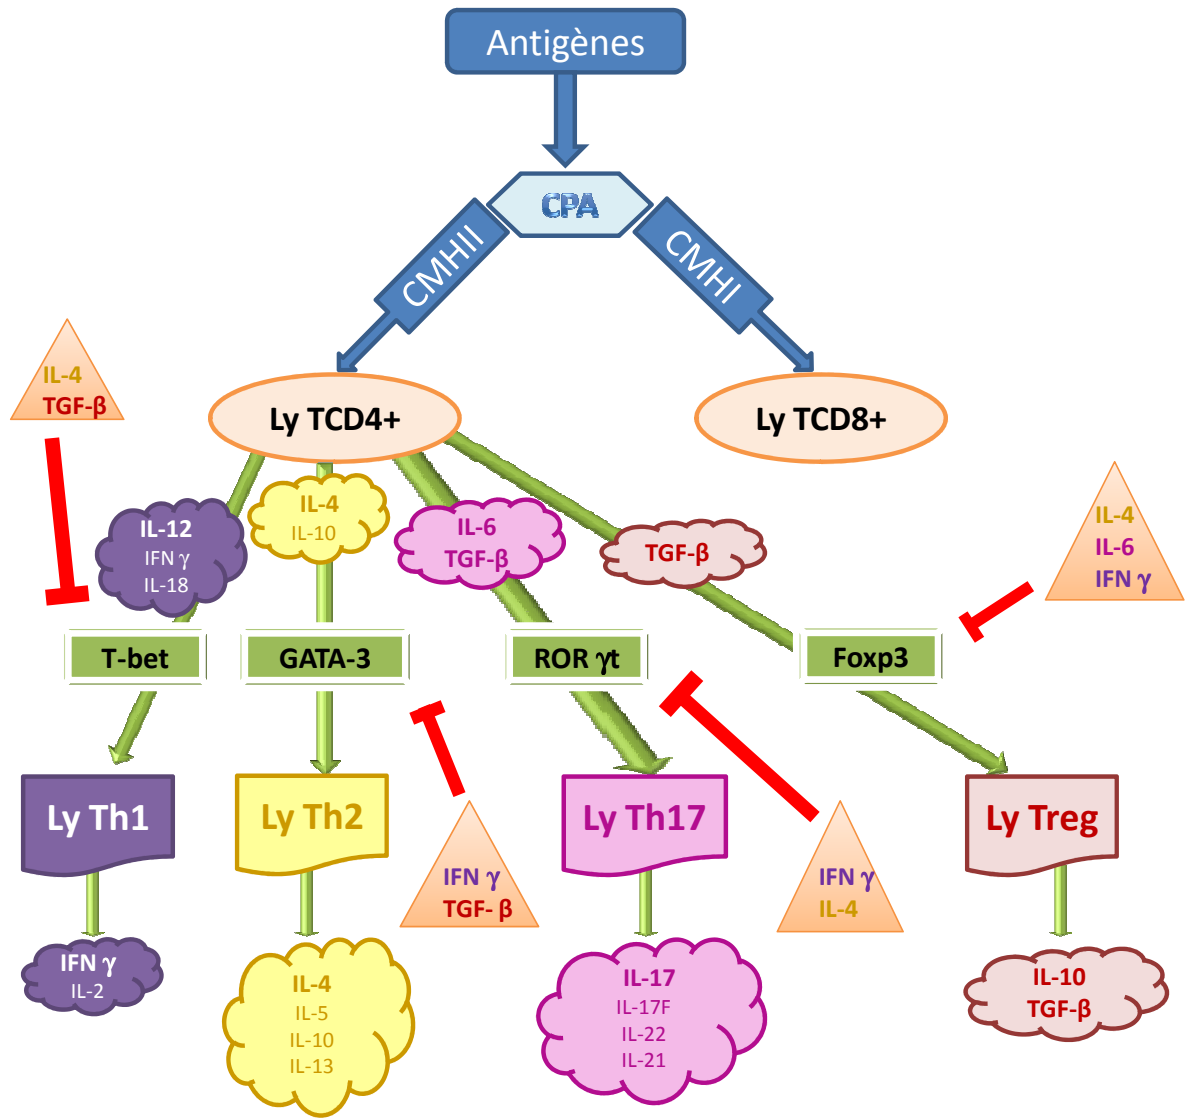 Antigènes
CPA
CMHII
CMHI
IL-4
TGF-β
Ly TCD4+
Ly TCD8+
IL-12
IFN γ
IL-18
IL-4
IL-10
IL-6
TGF-β
TGF-β
IL-4
IL-6
IFN γ
T-bet
GATA-3
ROR γt
Foxp3
Ly Th1
Ly Th2
Ly Th17
Ly Treg
IFN γ
TGF- β
IFN γ
IL-4
IFN γ
IL-2
IL-4
IL-5
IL-10
IL-13
IL-17
IL-17F
IL-22
IL-21
IL-10
TGF-β